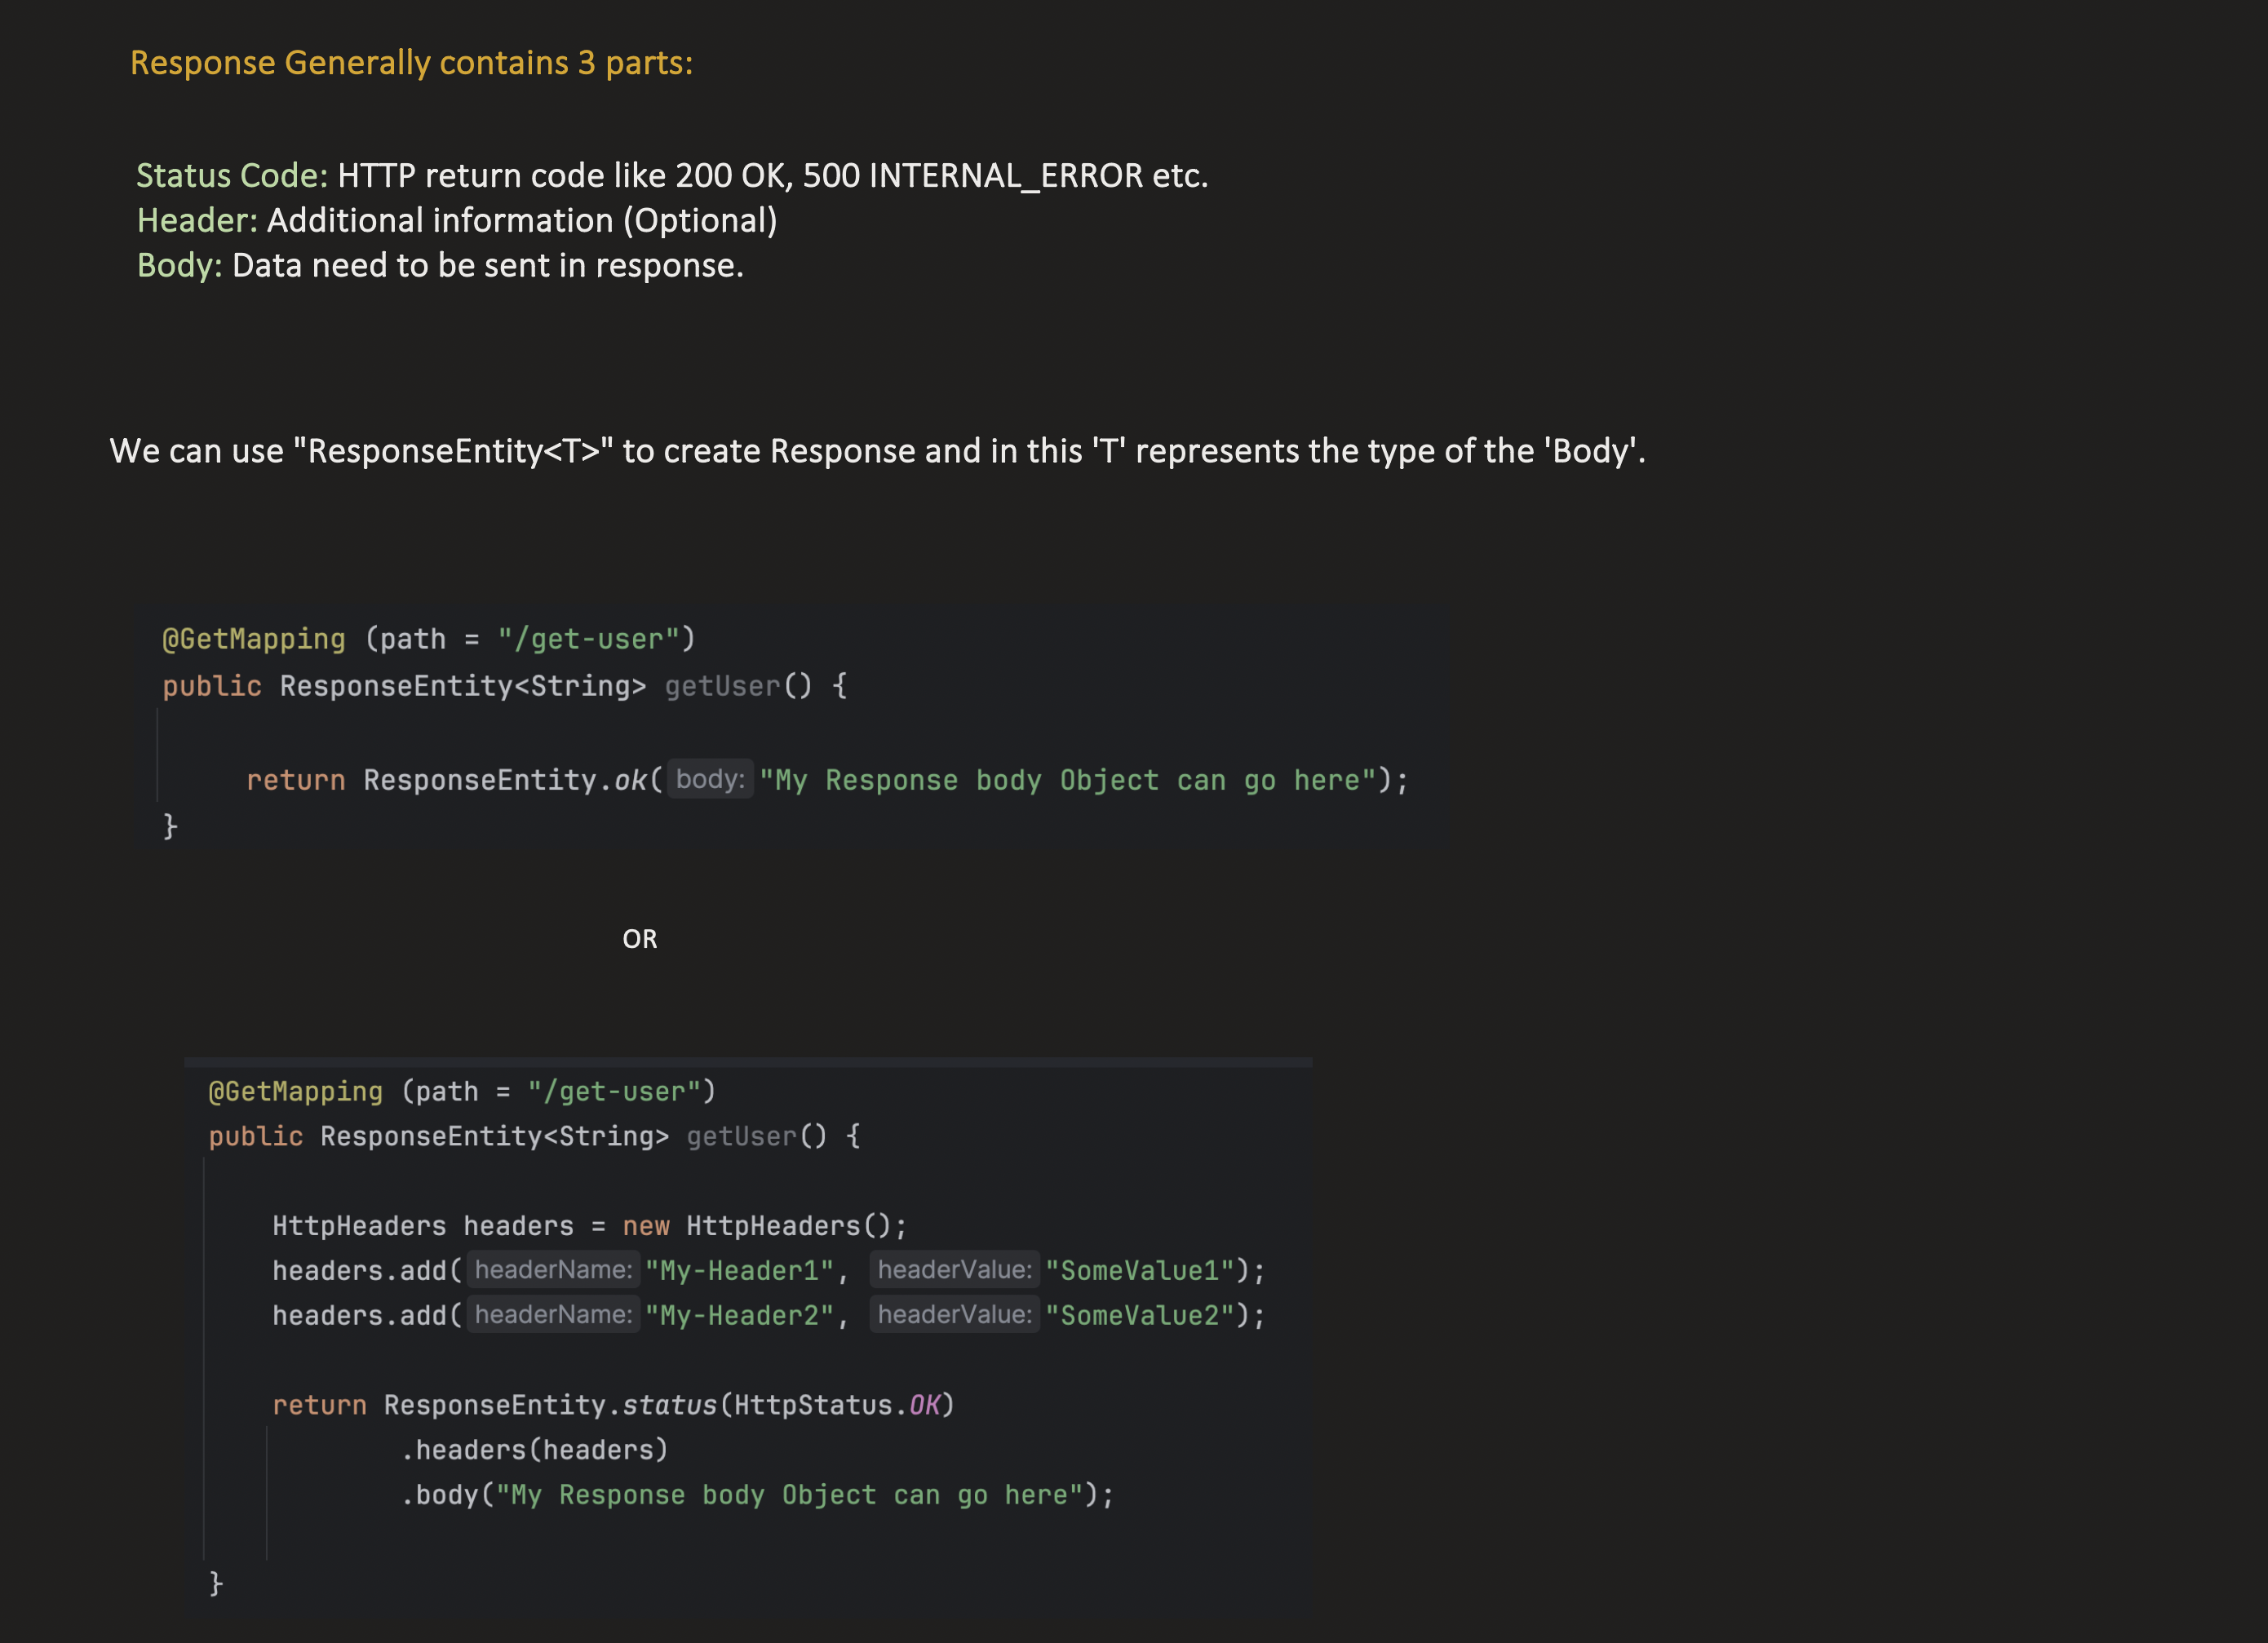 Response Generally contains 3 parts:
Status Code: HTTP return code like 200 OK, 500 INTERNAL_ERROR etc.
Header: Additional information (Optional)
Body: Data need to be sent in response.
We can use "ResponseEntity<T>" to create Response and in this 'T' represents the type of the 'Body'.
@GetMapping (path = "/get-user")
public ResponseEntity<String> getUser() {
return ResponseEntity.ok( body: "My Response body Object can go here");
}
OR
@GetMapping (path = "/get-user")
public ResponseEntity<String> getUser() {
HttpHeaders headers = new HttpHeaders();
headers.add( headerName: "My-Header1", headerValue: "SomeValue1");
headers.add( headerName: "My-Header2", headerValue: "SomeValue2");
return ResponseEntity.status(HttpStatus.OK)
.headers(headers)
.body("My Response body Object can go here");
}